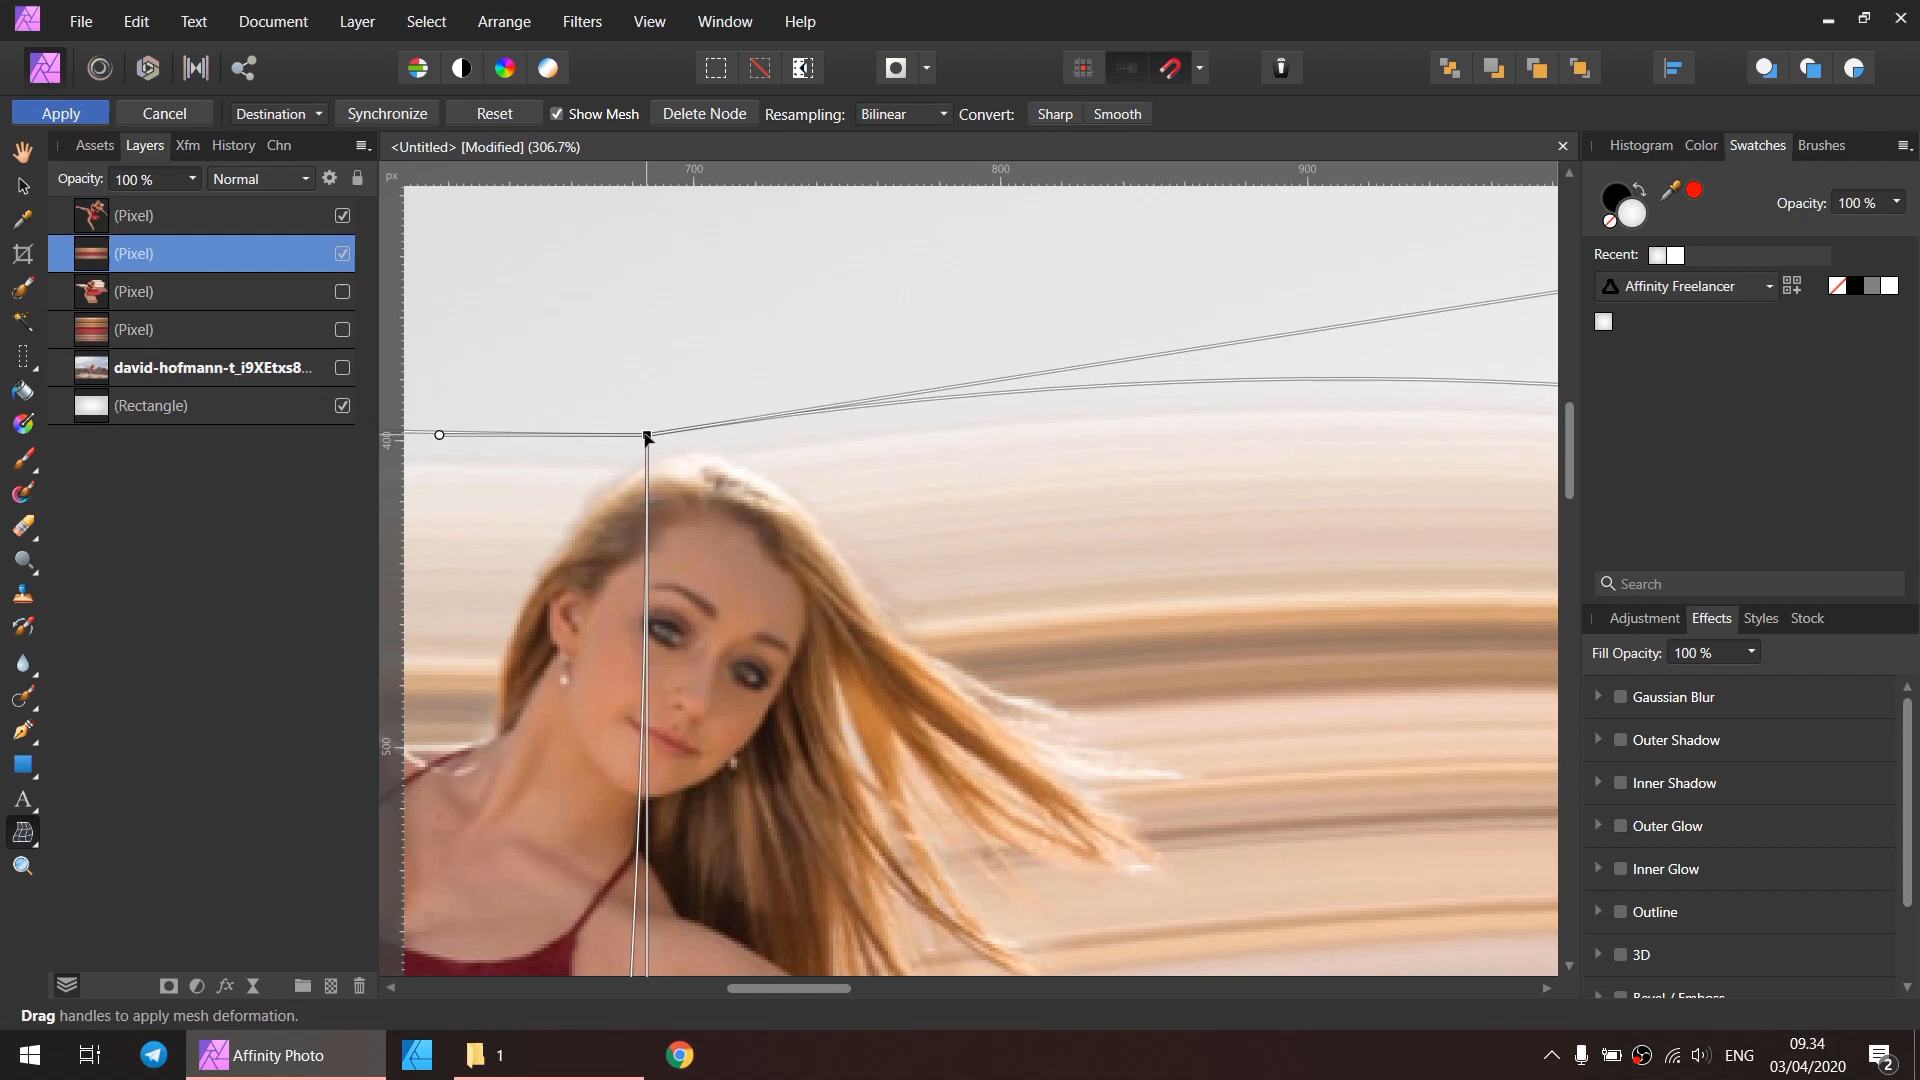 File Edit Text Document Layer Select Arrange Filters View Window Help
Apply Cancel Destination Synchronize Reset Show Mesh Delete Node Resampling: Bilinear Convert: Sharp Smooth
Assets Layers Xfm History Chn
<Untitled> [Modified] (306.7%)
Histogram Color Swatches Brushes
px 700 800 900
Opacity: 100 % Normal
Opacity: 100 %
(Pixel)
(Pixel)
Recent:
(Pixel)
Affinity Freelancer
(Pixel)
david-hofmann-t_i9XEtxs8...
(Rectangle)
400
Search
Adjustment Effects Styles Stock
Fill Opacity: 100 %
Gaussian Blur
500
Outer Shadow
Inner Shadow
Outer Glow
Inner Glow
Outline
3D
Bevel / Emboss
Drag handles to apply mesh deformation.
Affinity Photo
1
ENG
09.34
03/04/2020
2